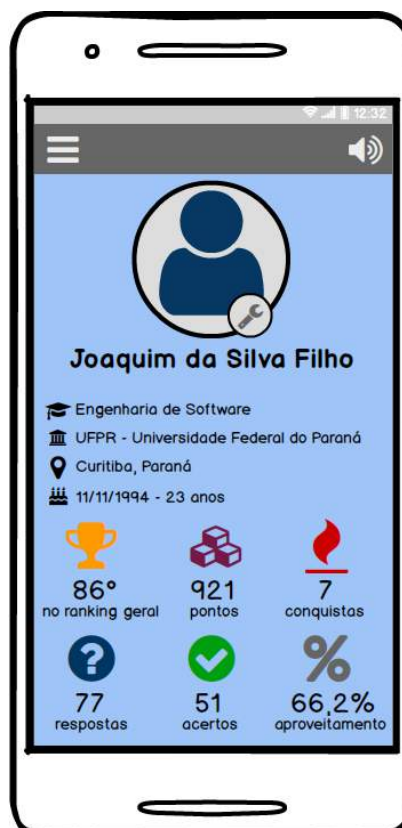 12:32
Joaquim da Silva Filho
Engenharia de Software
UFPR - Universidade Federal do Paraná
Curitiba, Paraná
11/11/1994 - 23 anos
86° 921 7
no ranking geral pontos conquistas
?
%
77 51 66,2%
respostas acertos aproveitamento